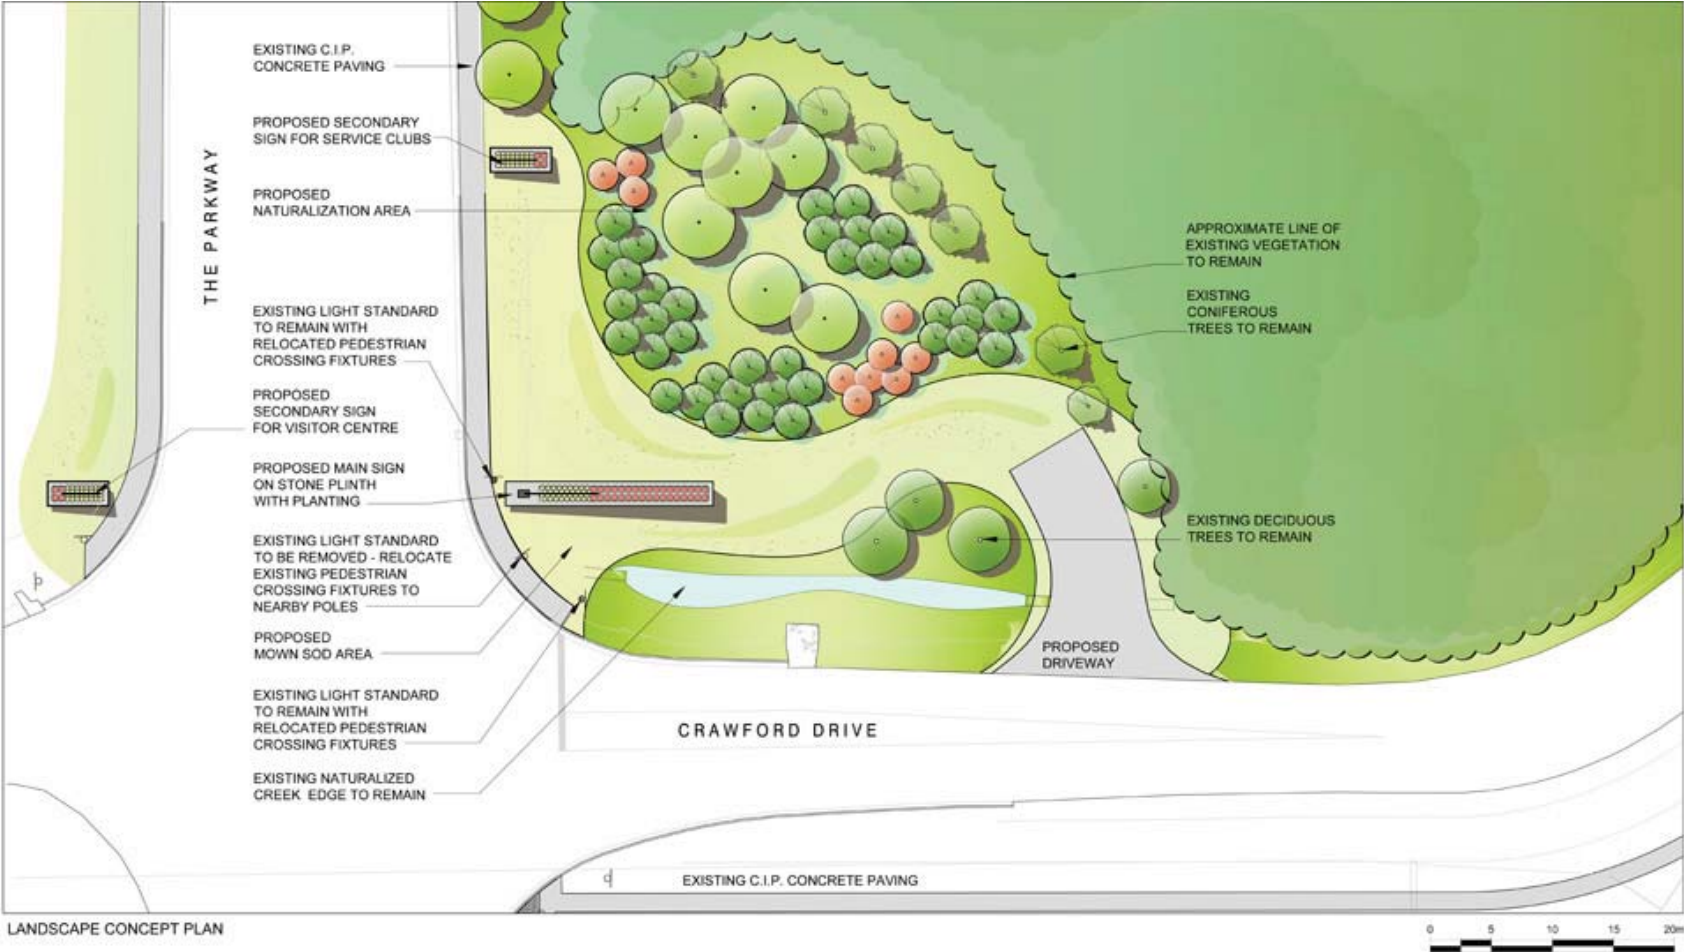 EXISTING C.I.P.
CONCRETE PAVING
PROPOSED SECONDARY
SIGN FOR SERVICE CLUBS
PROPOSED
NATURALIZATION AREA
THE PARKWAY
EXISTING LIGHT STANDARD
TO REMAIN WITH
RELOCATED PEDESTRIAN
CROSSING FIXTURES
PROPOSED
SECONDARY SIGN
FOR VISITOR CENTRE
PROPOSED MAIN SIGN
ON STONE PLINTH
WITH PLANTING
EXISTING LIGHT STANDARD
TO BE REMOVED - RELOCATE
EXISTING PEDESTRIAN
CROSSING FIXTURES TO
NEARBY POLES
PROPOSED
MOWN SOD AREA
EXISTING LIGHT STANDARD
TO REMAIN WITH
RELOCATED PEDESTRIAN
CROSSING FIXTURES
EXISTING NATURALIZED
CREEK EDGE TO REMAIN
APPROXIMATE LINE OF
EXISTING VEGETATION
TO REMAIN
EXISTING
CONIFEROUS
TREES TO REMAIN
EXISTING DECIDUOUS
TREES TO REMAIN
PROPOSED
DRIVEWAY
CRAWFORD DRIVE
EXISTING C.I.P. CONCRETE PAVING
LANDSCAPE CONCEPT PLAN
0 5 10 15 20m